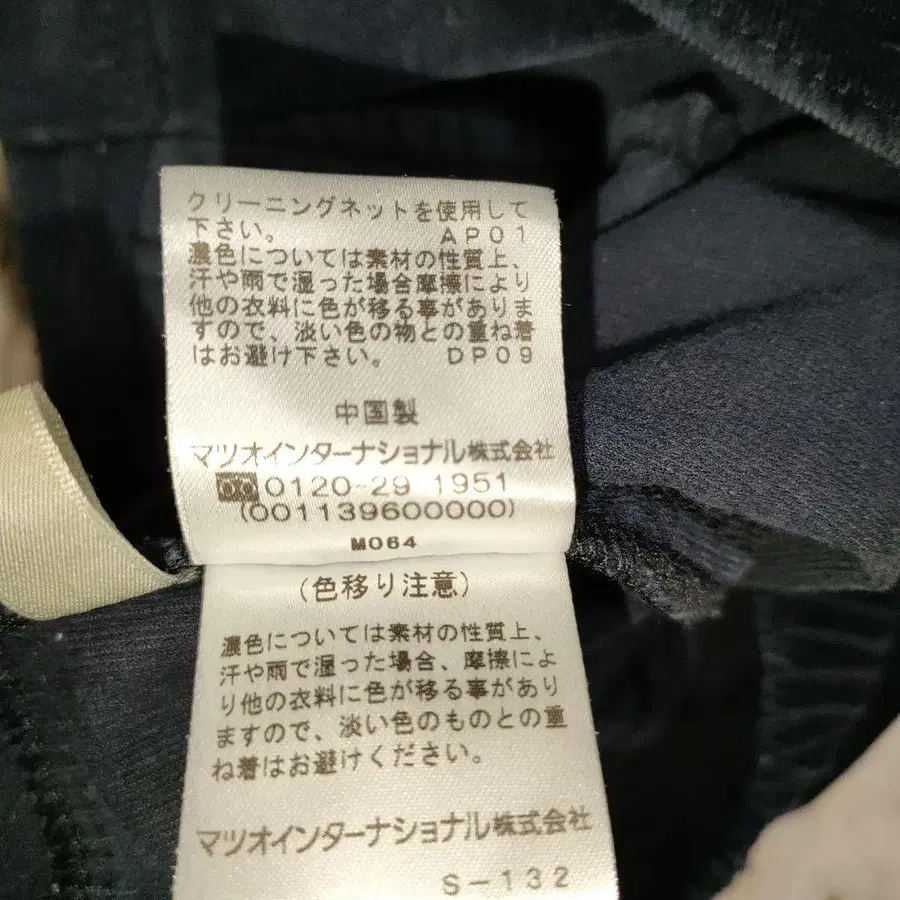 クリーニングネットを使用して
下さい。 AP01
濃色については素材の性質上、
汗や雨で湿った場合摩擦により
他の衣料に色が移る事がありま
すので、淡い色の物との重ね着
はお避け下さい。 DP09
中国製
マツオインターナショナル株式会社
0120-29 1951
(001139600000)
M064
(色移り注意)
濃色については素材の性質上、
汗や雨で湿った場合、摩擦によ
り他の衣料に色が移る事があり
ますので、淡い色のものとの重
ね着はお避けください。
マツオインターナショナル株式会社
S-132